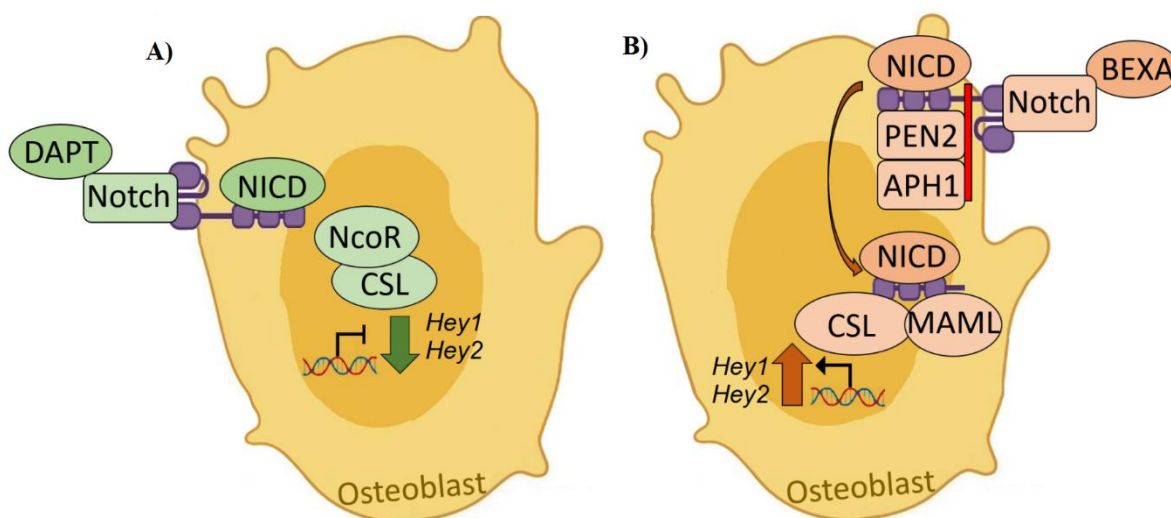 A)
DAPT
Notch
NICD
NcoR
CSL
Hey1
Hey2
Osteoblast
B)
NICD
BEXA
Notch
PEN2
APH1
NICD
CSL
MAML
Hey1
Hey2
Osteoblast